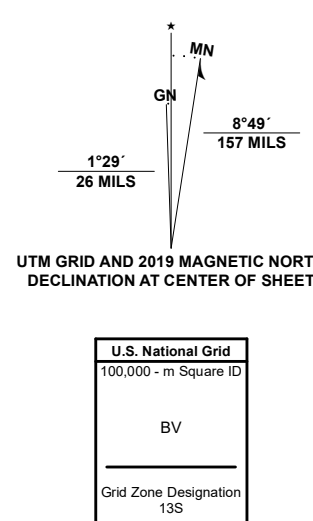 MN
GN
8°49´
157 MILS
1°29´
26 MILS
UTM GRID AND 2019 MAGNETIC NORT
DECLINATION AT CENTER OF SHEET
U.S. National Grid
100,000 - m Square ID
BV
Grid Zone Designation
13S